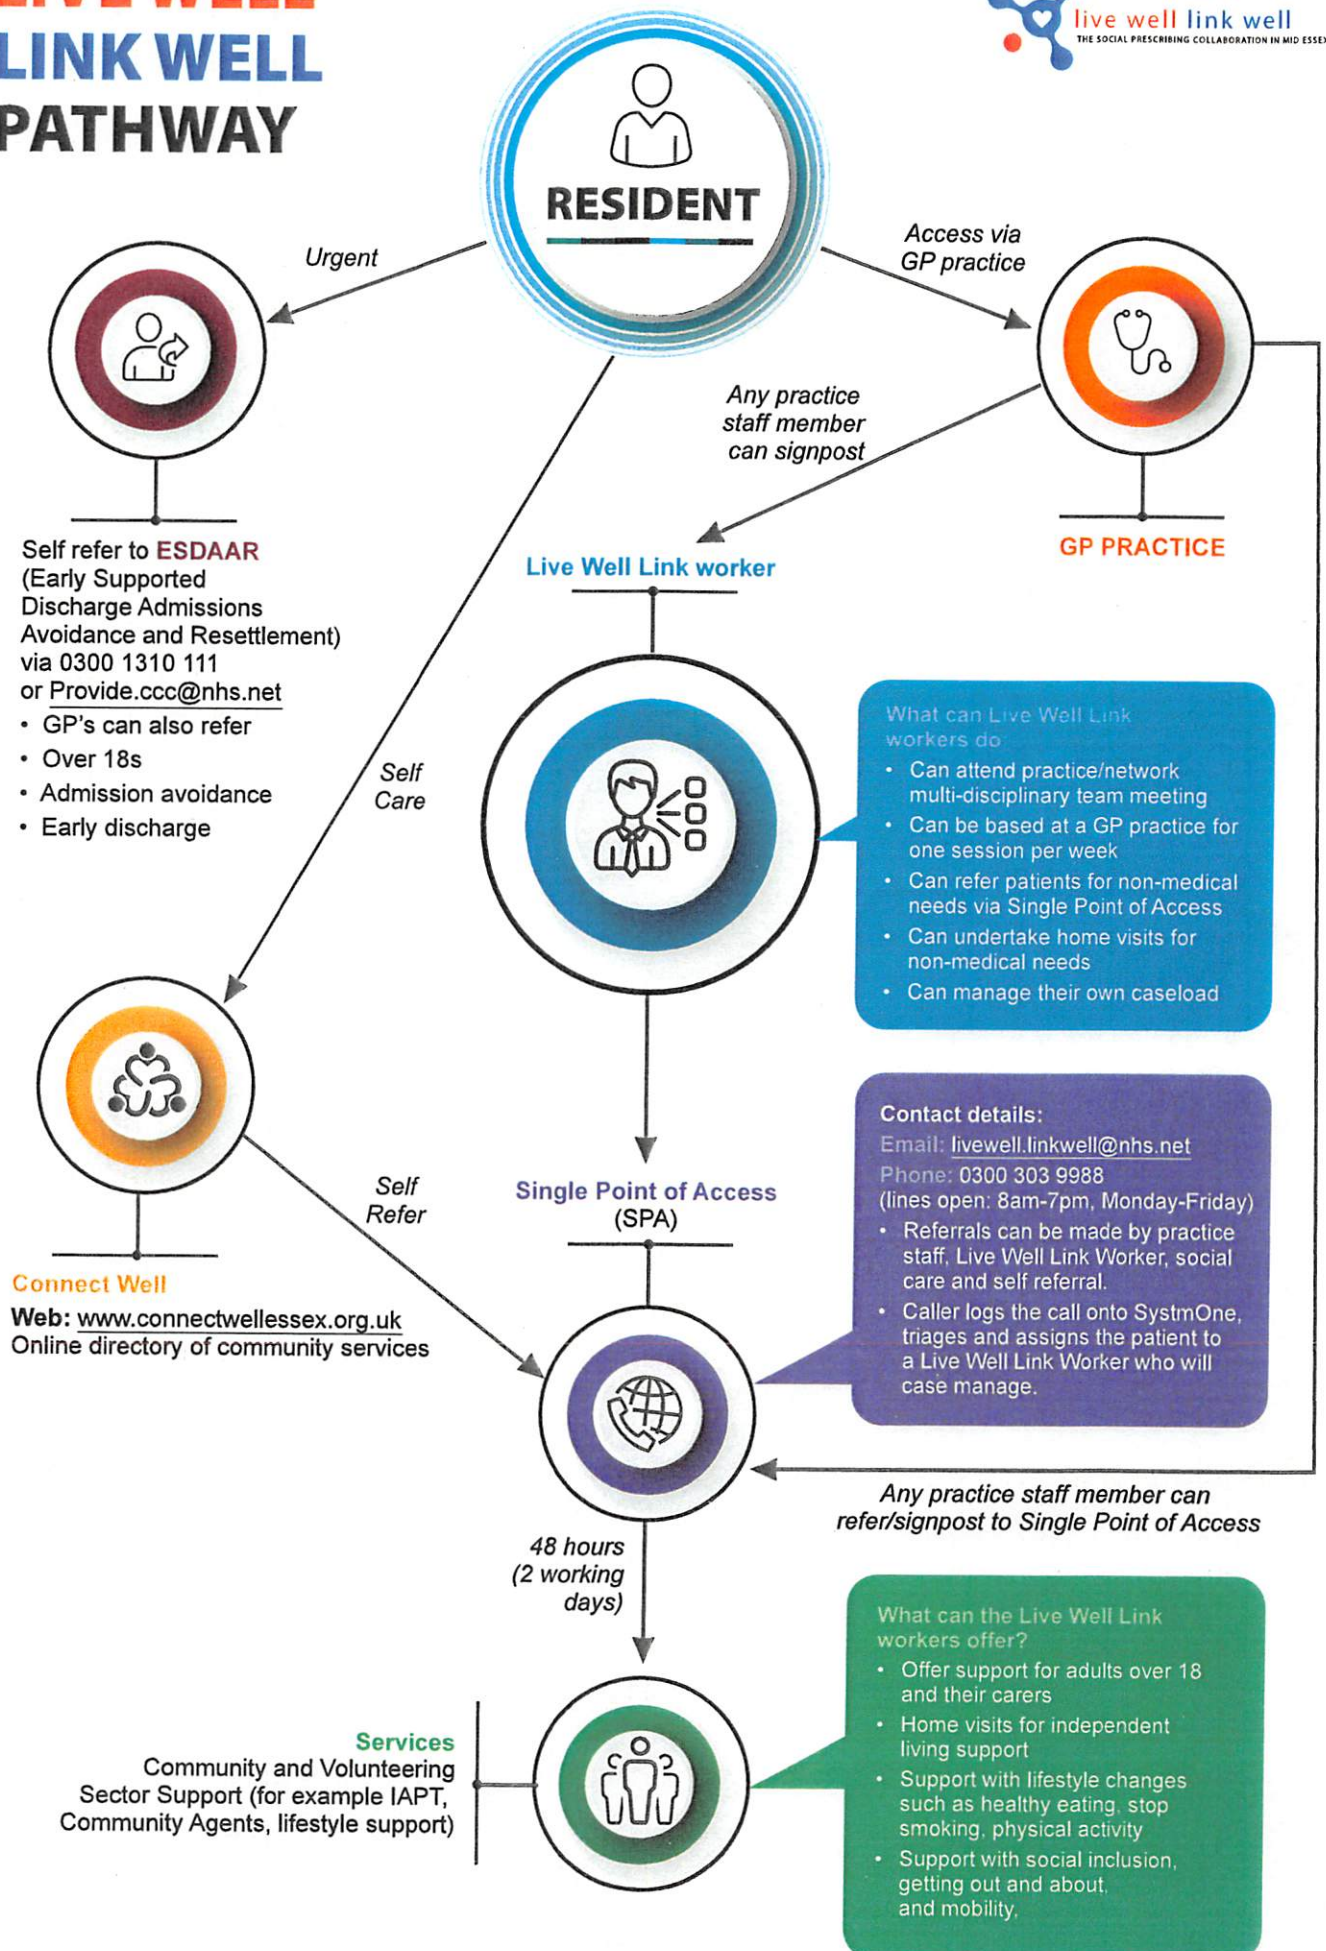 LIVE WELL
LINK WELL
PATHWAY
live well link well
THE SOCIAL PRESCRIBING COLLABORATION IN MID ESSEX
RESIDENT
Urgent
Access via
GP practice
Any practice
staff member
can signpost
GP PRACTICE
Self refer to ESDAAR
(Early Supported
Discharge Admissions
Avoidance and Resettlement)
via 0300 1310 111
or Provide.ccc@nhs.net
• GP's can also refer
• Over 18s
• Admission avoidance
• Early discharge
Self
Care
Live Well Link worker
What can Live Well Link
workers do
• Can attend practice/network
multi-disciplinary team meeting
• Can be based at a GP practice for
one session per week
• Can refer patients for non-medical
needs via Single Point of Access
• Can undertake home visits for
non-medical needs
• Can manage their own caseload
Connect Well
Web: www.connectwellessex.org.uk
Online directory of community services
Self
Refer
Single Point of Access
(SPA)
Contact details:
Email: livewell.linkwell@nhs.net
Phone: 0300 303 9988
(lines open: 8am-7pm, Monday-Friday)
• Referrals can be made by practice
staff, Live Well Link Worker, social
care and self referral.
• Caller logs the call onto SystmOne,
triages and assigns the patient to
a Live Well Link Worker who will
case manage.
Any practice staff member can
refer/signpost to Single Point of Access
48 hours
(2 working
days)
Services
Community and Volunteering
Sector Support (for example IAPT,
Community Agents, lifestyle support)
What can the Live Well Link
workers offer?
• Offer support for adults over 18
and their carers
• Home visits for independent
living support
• Support with lifestyle changes
such as healthy eating, stop
smoking, physical activity
• Support with social inclusion,
getting out and about,
and mobility,